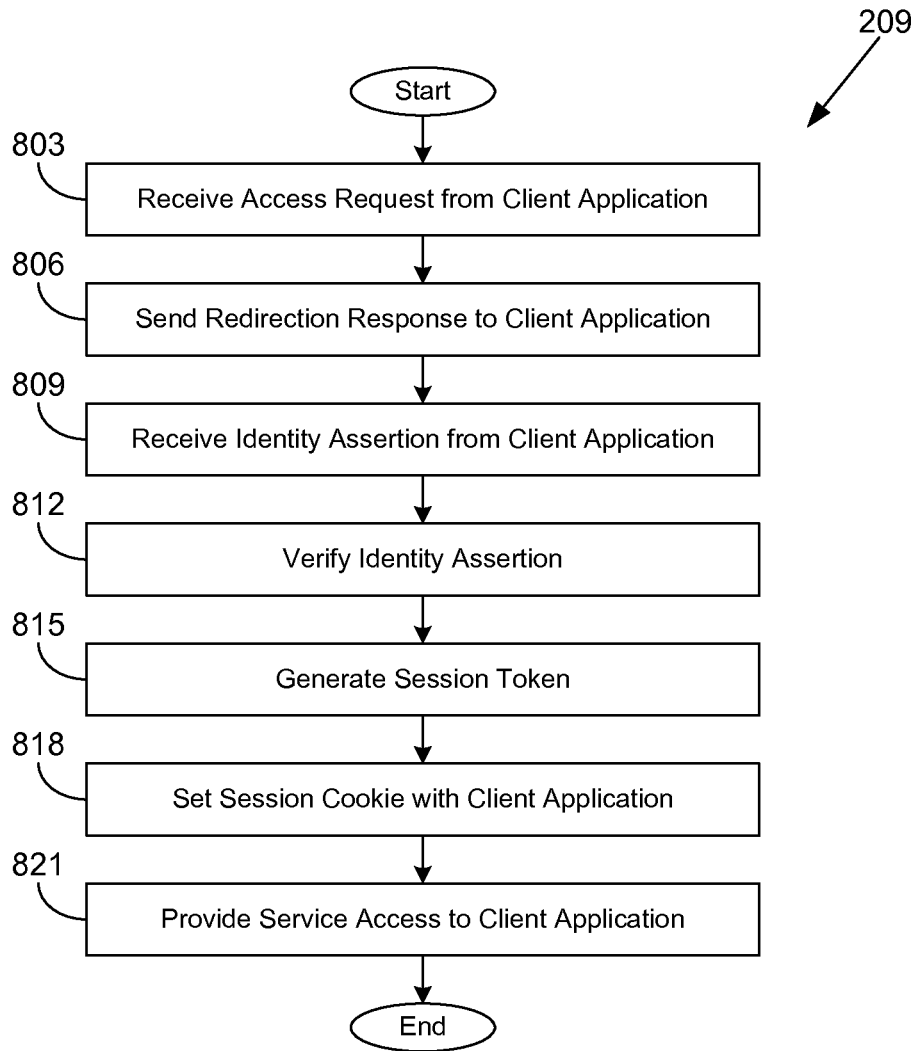 209
Start
803
Receive Access Request from Client Application
806
Send Redirection Response to Client Application
809
Receive Identity Assertion from Client Application
812
Verify Identity Assertion
815
Generate Session Token
818
Set Session Cookie with Client Application
821
Provide Service Access to Client Application
End